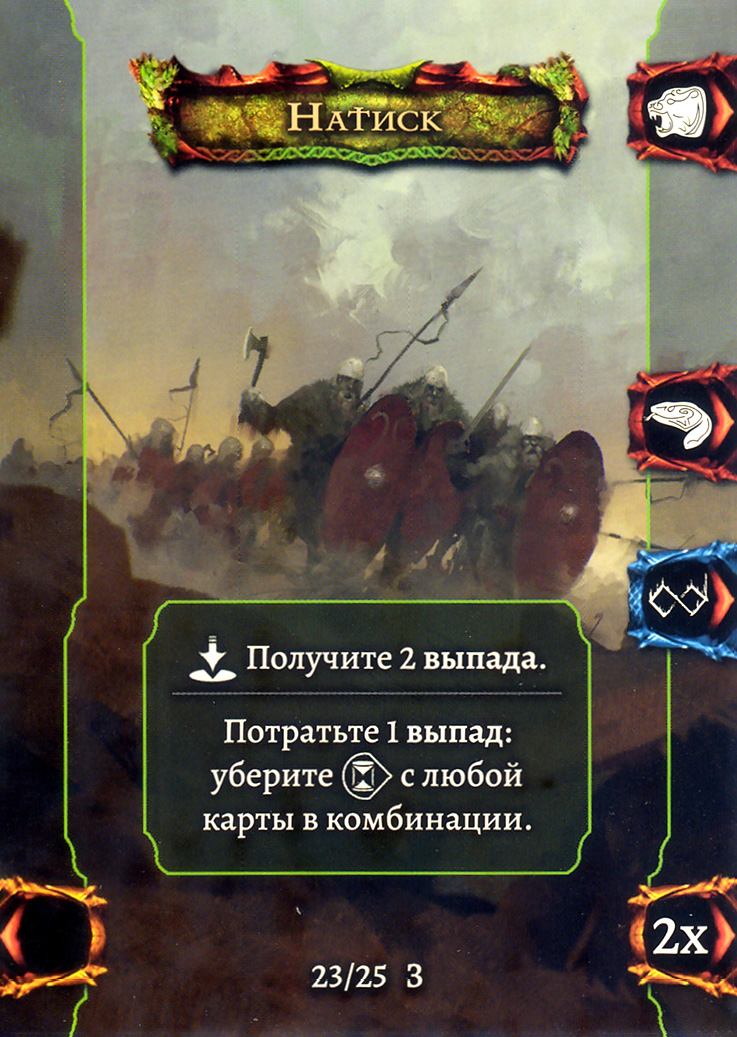 Натиск
Получите 2 выпада.
Потратьте 1 выпад:
уберите с любой
карты в комбинации.
2x
23/25 3